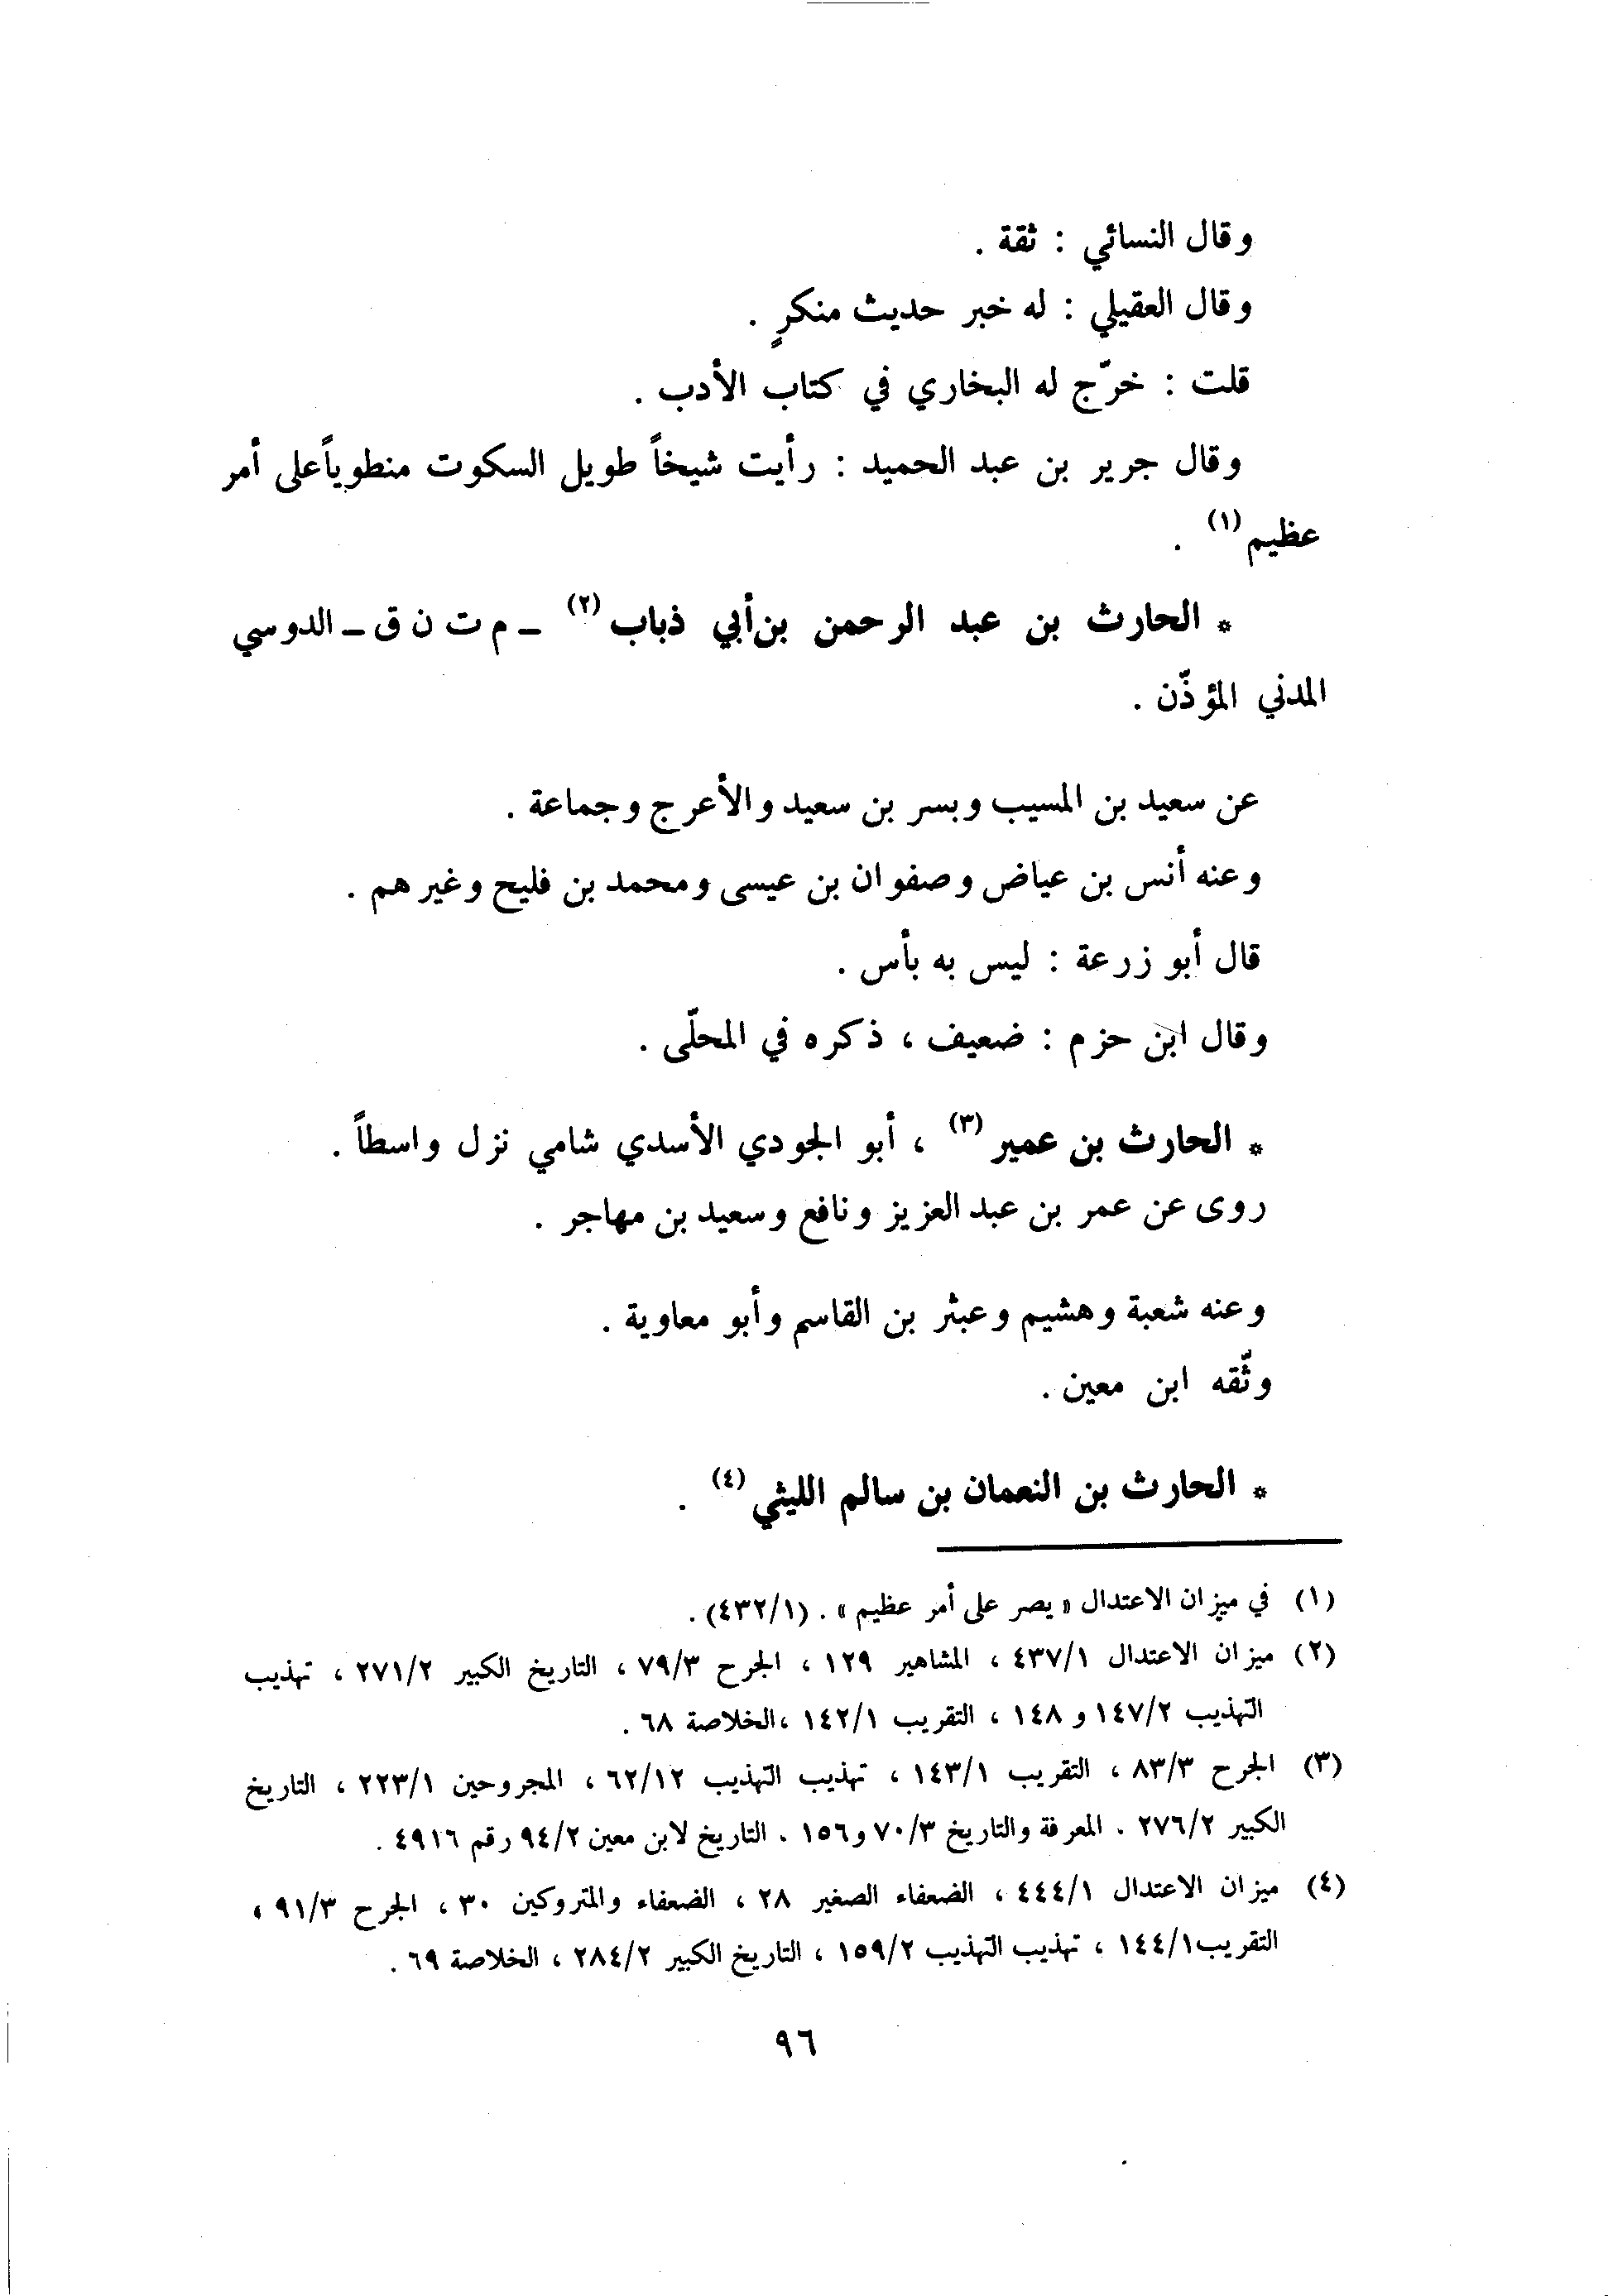 وقال النسائي : ثقة .
وقال العقيلي : له خبر حديث منكرٍ .
قلت : خرّج له البخاري في كتاب الأدب .
وقال جرير بن عبد الحميد : رأيت شيخاً طويل السكوت منطوياً على أمر
عظيم (١) .
* الحارث بن عبد الرحمن بن أبي ذباب (٢) ـ م ت ن ق ـ الدوسي
المدني المؤذّن .
عن سعيد بن المسيب وبسر بن سعيد والأعرج وجماعة .
وعنه أنس بن عياض وصفوان بن عيسى ومحمد بن فليح وغيرهم .
قال أبو زرعة : ليس به بأس .
وقال ابن حزم : ضعيف ، ذكره في المحلّى .
* الحارث بن عمير (٣) ، أبو الجودي الأسدي شامي نزل واسطاً .
روى عن عمر بن عبد العزيز ونافع وسعيد بن مهاجر .
وعنه شعبة وهشيم وعبثر بن القاسم وأبو معاوية .
وثّقه ابن معين .
* الحارث بن النعمان بن سالم الليثي (٤) .
(١) في ميزان الاعتدال « يصر على أمر عظيم » . (٤٣٢/١) .
(٢) ميزان الاعتدال ٤٣٧/١ ، المشاهير ١٢٩ ، الجرح ٧٩/٣ ، التاريخ الكبير ٢٧١/٢ ، تهذيب
التهذيب ١٤٧/٢ و ١٤٨ ، التقريب ١٤٢/١ ، الخلاصة ٦٨ .
(٣) الجرح ٨٣/٣ ، التقريب ١٤٣/١ ، تهذيب التهذيب ٦٢/١٢ ، المجروحين ٢٢٣/١ ، التاريخ
الكبير ٢٧٦/٢ . المعرفة والتاريخ ٧٠/٣ و١٥٦ . التاريخ لابن معين ٩٤/٢ رقم ٤٩١٦ .
(٤) ميزان الاعتدال ٤٤٤/١ ، الضعفاء الصغير ٢٨ ، الضعفاء والمتروكين ٣٠ ، الجرح ٩١/٣ ،
التقريب ١٤٤/١ ، تهذيب التهذيب ١٥٩/٢ ، التاريخ الكبير ٢٨٤/٢ ، الخلاصة ٦٩ .
٩٦